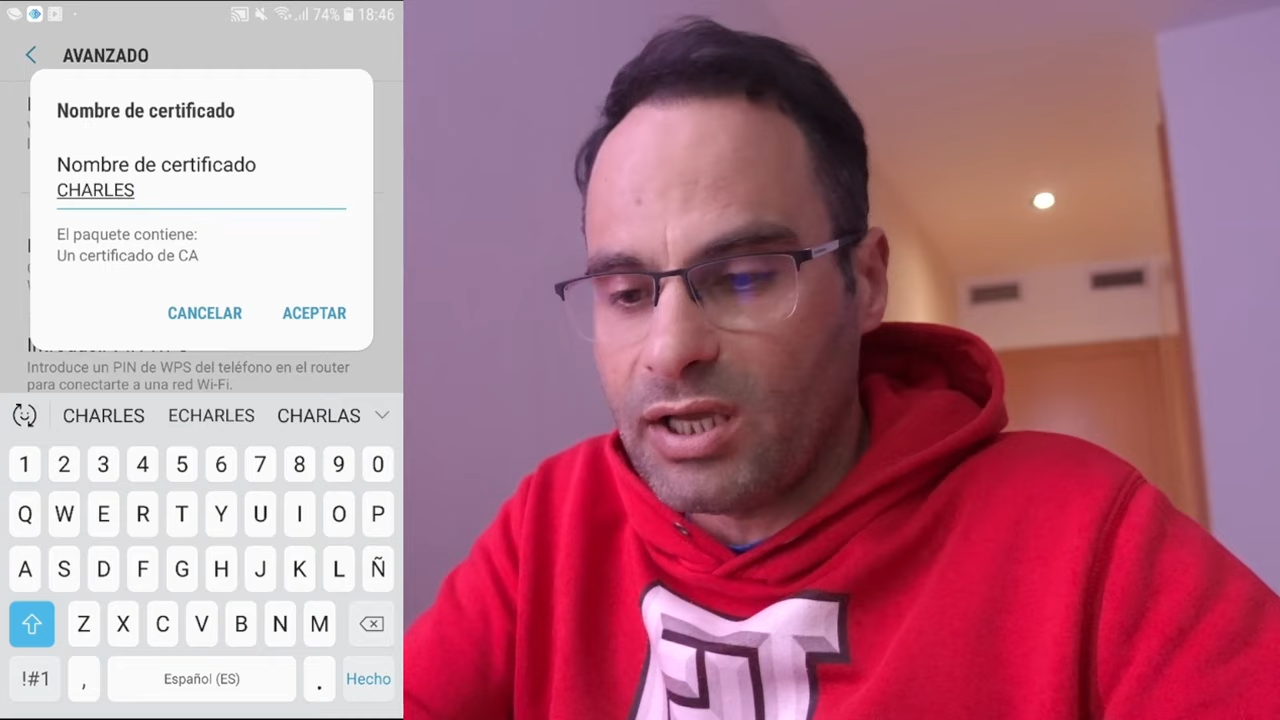 74% 18:46
AVANZADO
Nombre de certificado
Nombre de certificado
CHARLES
El paquete contiene:
Un certificado de CA
CANCELAR ACEPTAR
Introduce un PIN de WPS del teléfono en el router
para conectarte a una red Wi-Fi.
CHARLES ECHARLES CHARLAS
1 2 3 4 5 6 7 8 9 0
Q W E R T Y U I O P
A S D F G H J K L Ñ
Z X C V B N M
!#1 , Español (ES) . Hecho